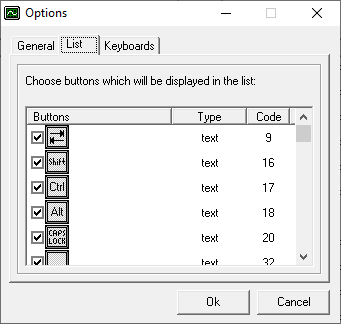 Options
General List Keyboards
Choose buttons which will be displayed in the list:
Buttons Type Code
text 9
Shift text 16
Ctrl text 17
Alt text 18
CAPS LOCK text 20
text 32
Ok Cancel